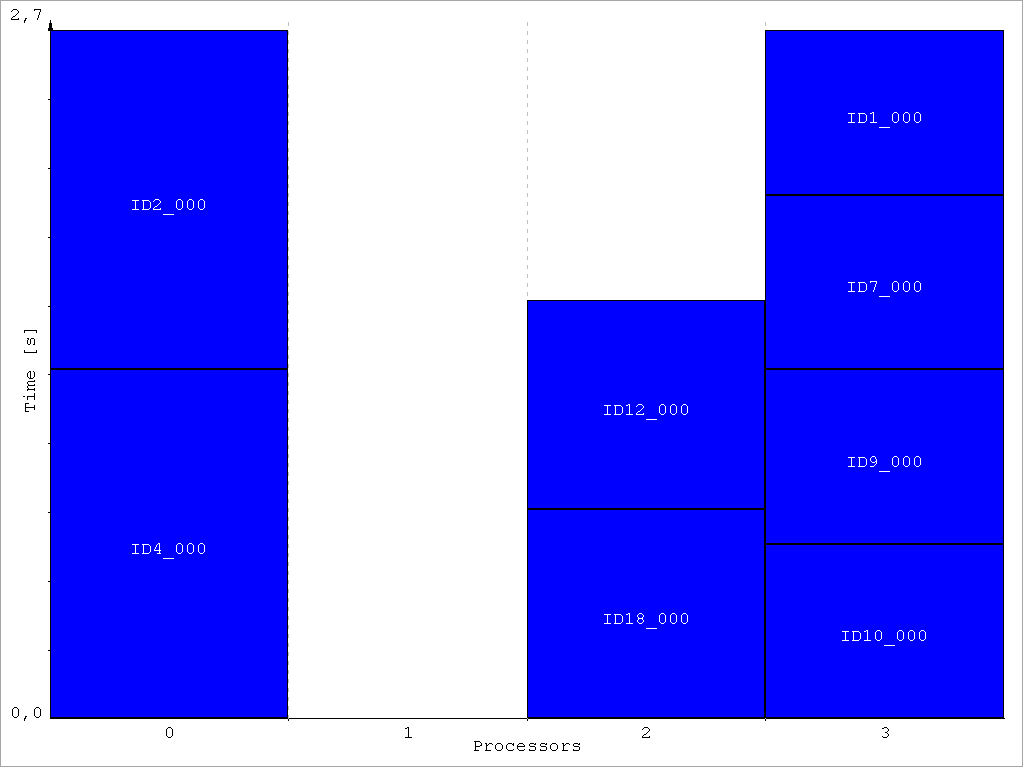 2,7
ID1_000
ID2_000
ID7_000
Time [s]
ID12_000
ID9_000
ID4_000
ID18_000
ID10_000
0,0
0 1 2 3
Processors